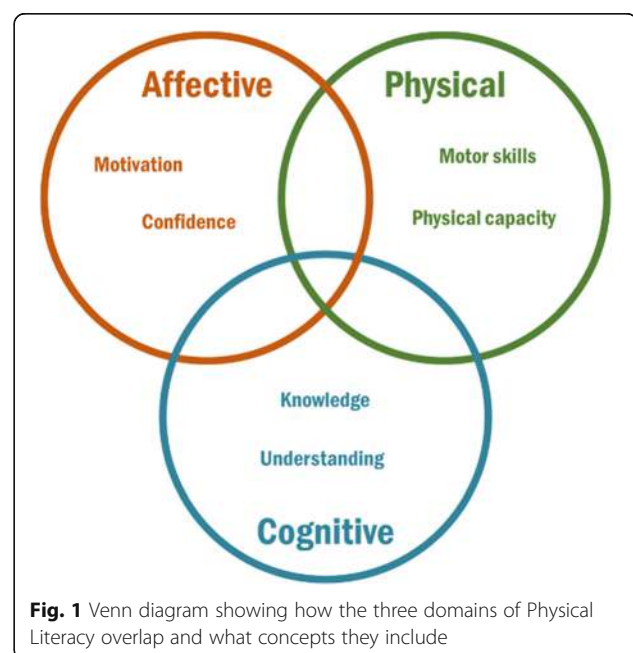 Affective
Physical
Motivation
Motor skills
Confidence
Physical capacity
Knowledge
Understanding
Cognitive
Fig. 1 Venn diagram showing how the three domains of Physical
Literacy overlap and what concepts they include